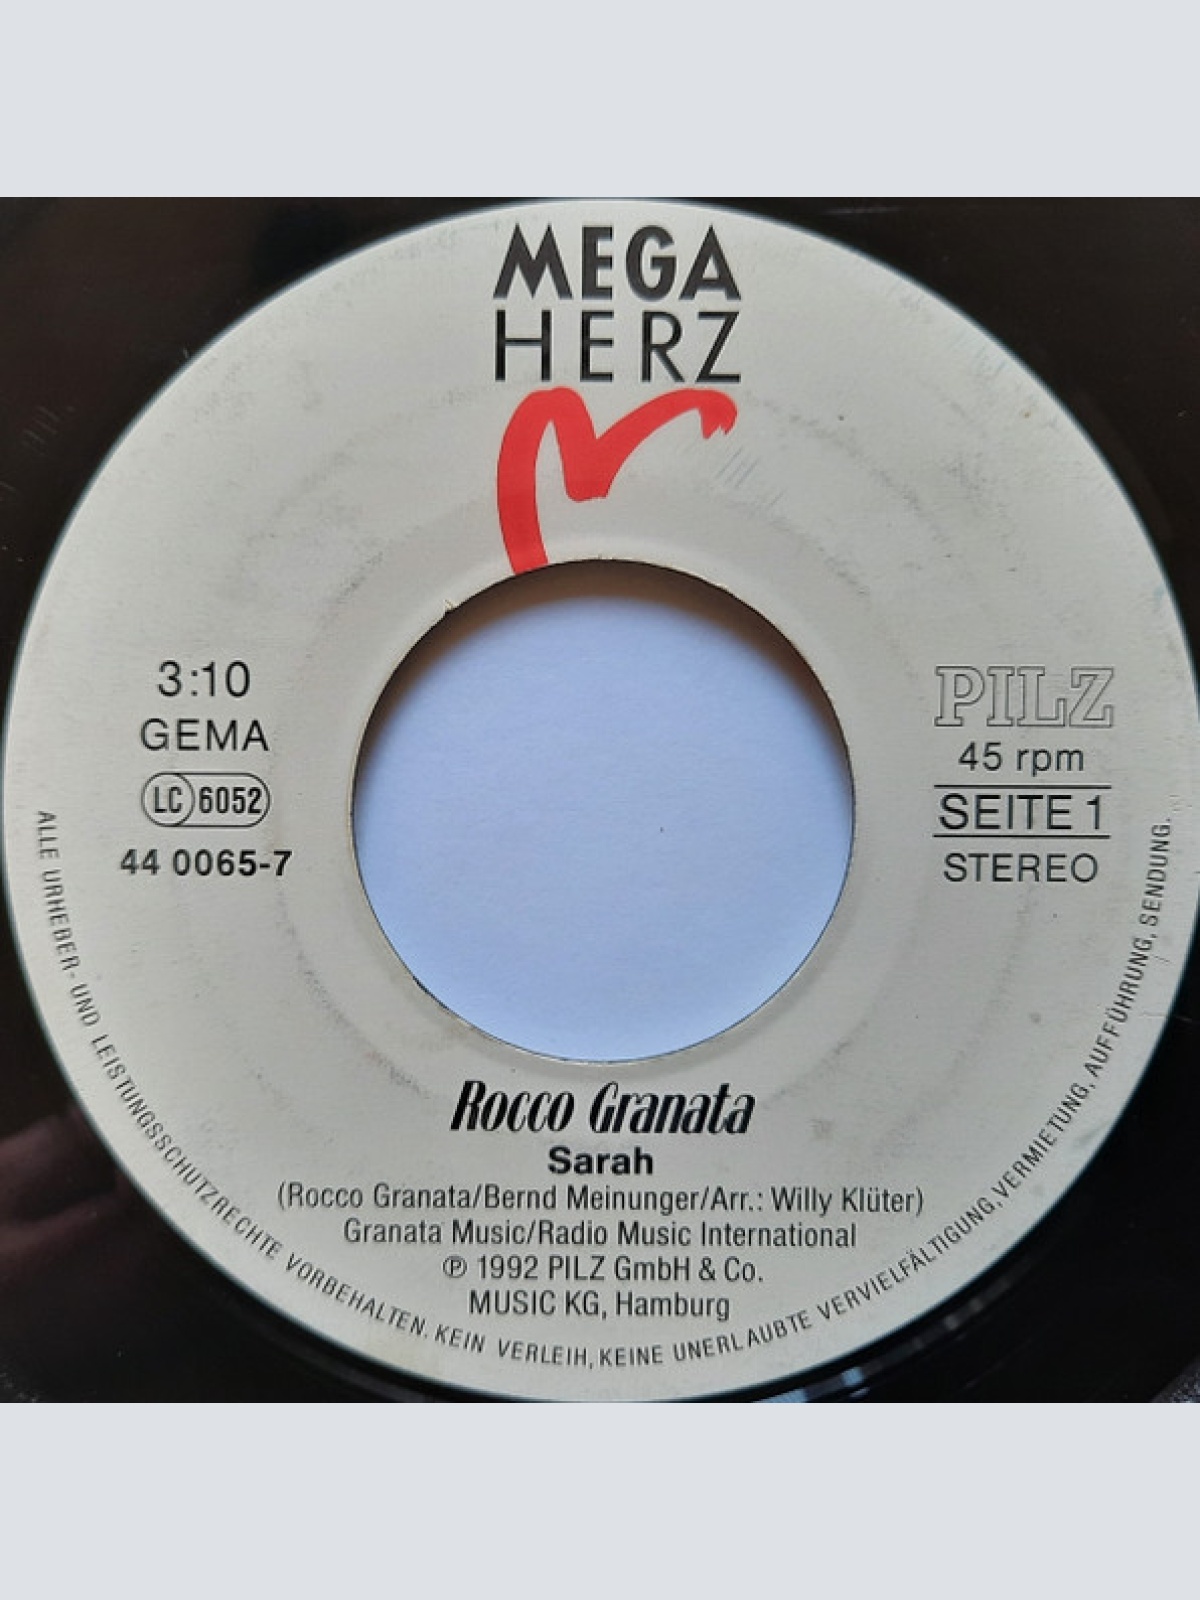 MEGA
HERZ
3:10
GEMA
LC 6052
44 0065-7
PILZ
45 rpm
SEITE 1
STEREO
Rocco Granata
Sarah
(Rocco Granata/Bernd Meinunger/Arr.: Willy Klüter)
Granata Music/Radio Music International
℗ 1992 PILZ GmbH & Co.
MUSIC KG, Hamburg
ALLE URHEBER- UND LEISTUNGSSCHUTZRECHTE VORBEHALTEN. KEIN VERLEIH, KEINE UNERLAUBTE VERVIELFÄLTIGUNG, VERMIETUNG, AUFFÜHRUNG, SENDUNG.